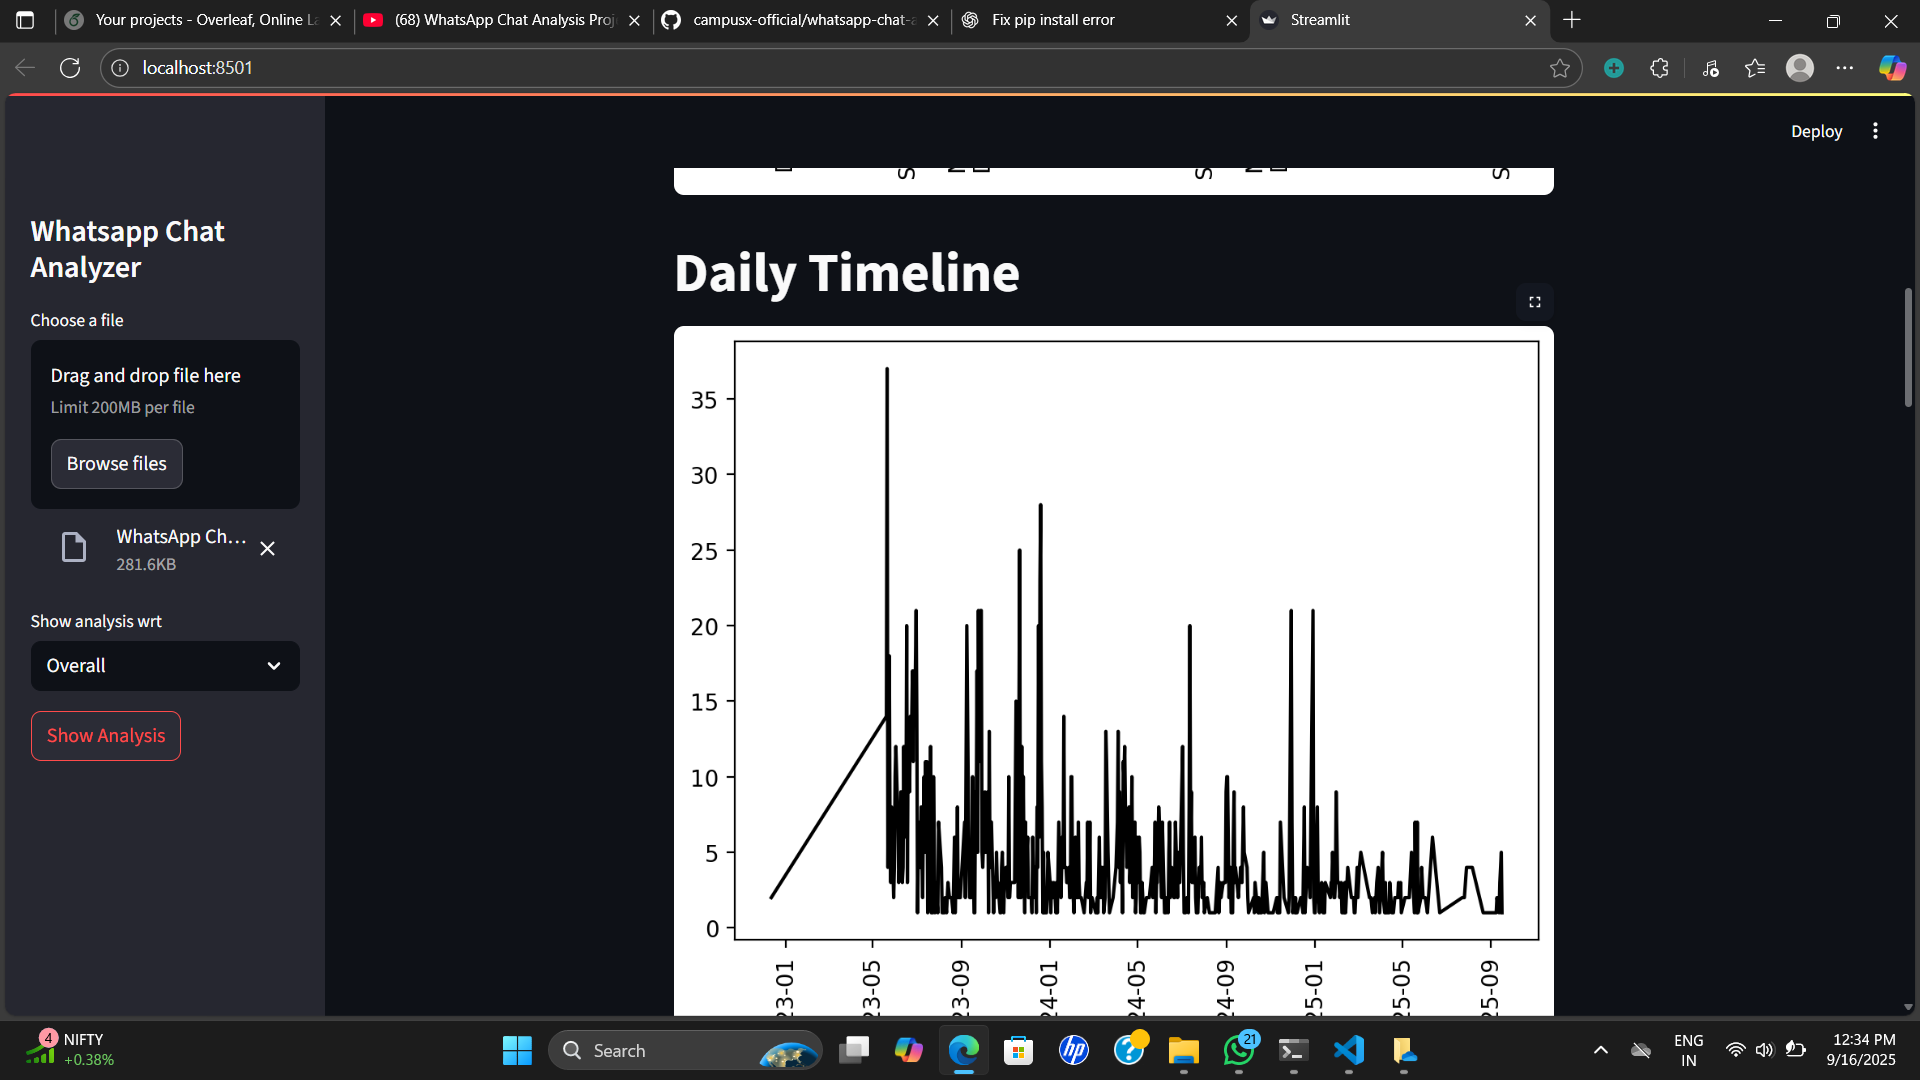 Your projects - Overleaf, Online La
(68) WhatsApp Chat Analysis Proj
campusx-official/whatsapp-chat-a
Fix pip install error
Streamlit
localhost:8501
Deploy
Whatsapp Chat
Analyzer
Choose a file
Drag and drop file here
Limit 200MB per file
Browse files
WhatsApp Ch...
281.6KB
Show analysis wrt
Overall
Show Analysis
Daily Timeline
35
30
25
20
15
10
5
0
23-01
23-05
23-09
24-01
24-05
24-09
25-01
25-05
25-09
4
NIFTY
+0.38%
Search
hp
21
ENG
IN
12:34 PM
9/16/2025